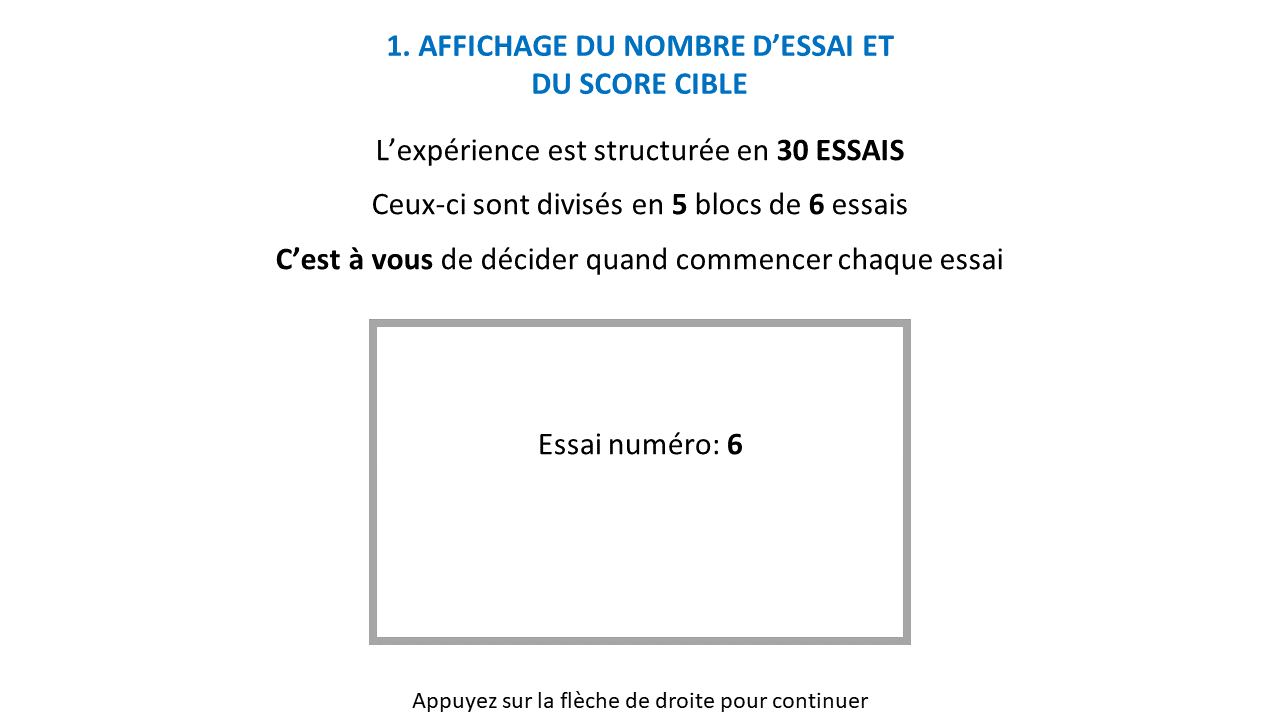 1. AFFICHAGE DU NOMBRE D’ESSAI ET
DU SCORE CIBLE
L’expérience est structurée en 30 ESSAIS
Ceux-ci sont divisés en 5 blocs de 6 essais
C’est à vous de décider quand commencer chaque essai
Essai numéro: 6
Appuyez sur la flèche de droite pour continuer